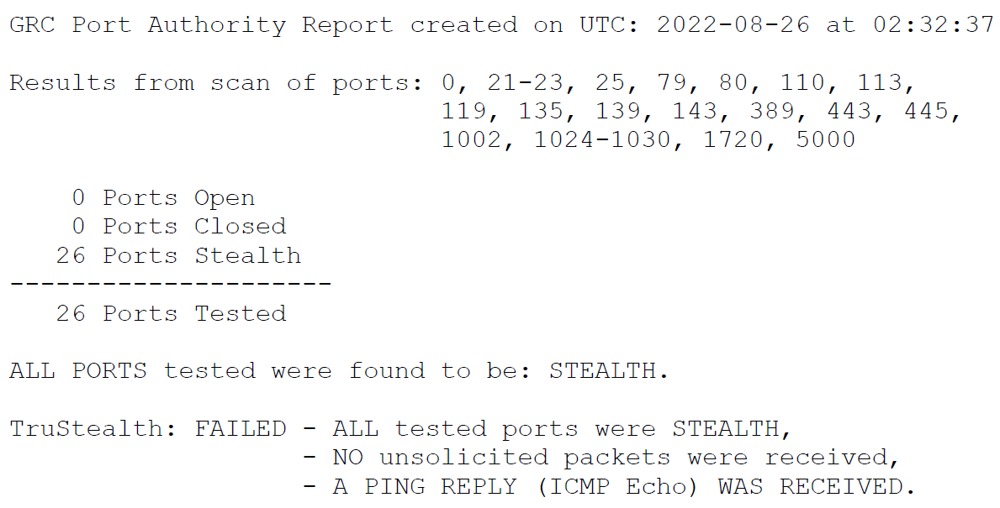 GRC Port Authority Report created on UTC: 2022-08-26 at 02:32:37
Results from scan of ports: 0, 21-23, 25, 79, 80, 110, 113,
119, 135, 139, 143, 389, 443, 445,
1002, 1024-1030, 1720, 5000
0 Ports Open
0 Ports Closed
26 Ports Stealth
---------------------
26 Ports Tested
ALL PORTS tested were found to be: STEALTH.
TruStealth: FAILED - ALL tested ports were STEALTH,
- NO unsolicited packets were received,
- A PING REPLY (ICMP Echo) WAS RECEIVED.